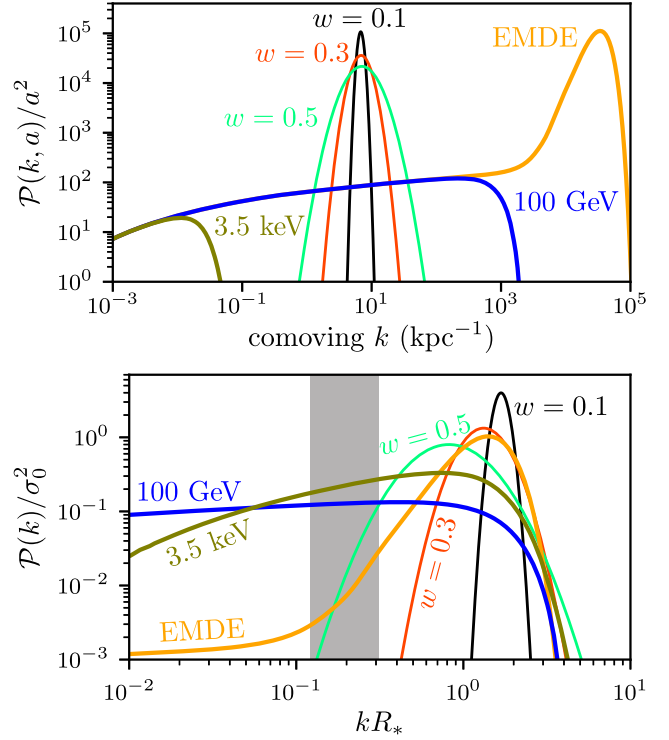 10^5
10^4
10^3
10^2
10^1
10^0
P(k, a)/a^2
w = 0.1
w = 0.3
w = 0.5
EMDE
100 GeV
3.5 keV
10^−3
10^−1
10^1
10^3
10^5
comoving k (kpc^−1)
10^0
10^−1
10^−2
10^−3
P(k)/σ_0^2
w = 0.1
w = 0.5
w = 0.3
100 GeV
3.5 keV
EMDE
10^−2
10^−1
10^0
10^1
kR_*